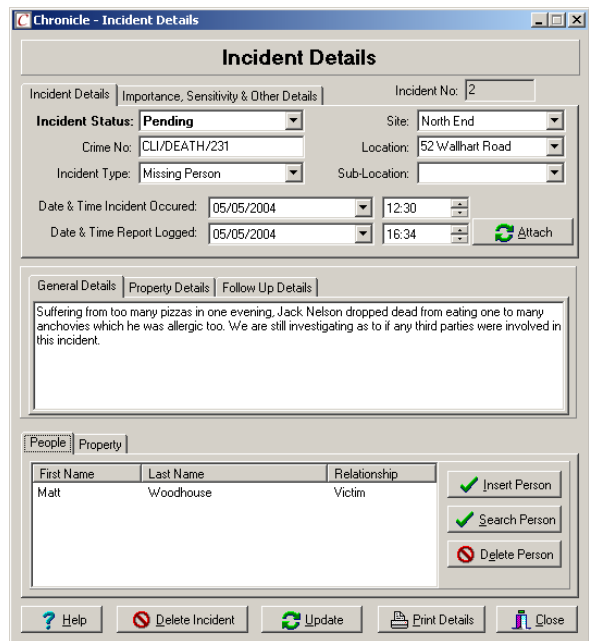 Chronicle - Incident Details
Incident Details
Incident Details Importance, Sensitivity & Other Details Incident No: 2
Incident Status: Pending Site: North End
Crime No: CLI/DEATH/231 Location: 52 Wallhart Road
Incident Type: Missing Person Sub-Location:
Date & Time Incident Occured: 05/05/2004 12:30
Date & Time Report Logged: 05/05/2004 16:34 Attach
General Details Property Details Follow Up Details
Suffering from too many pizzas in one evening, Jack Nelson dropped dead from eating one to many
anchovies which he was allergic too. We are still investigating as to if any third parties were involved in
this incident.
People Property
First Name Last Name Relationship
Matt Woodhouse Victim
Insert Person
Search Person
Delete Person
Help Delete Incident Update Print Details Close